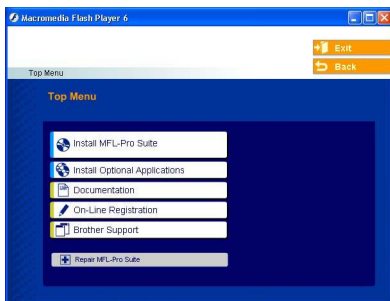 Macromedia Flash Player 6
Exit
Back
Top Menu
Top Menu
Install MFL-Pro Suite
Install Optional Applications
Documentation
On-Line Registration
Brother Support
Repair MFL-Pro Suite